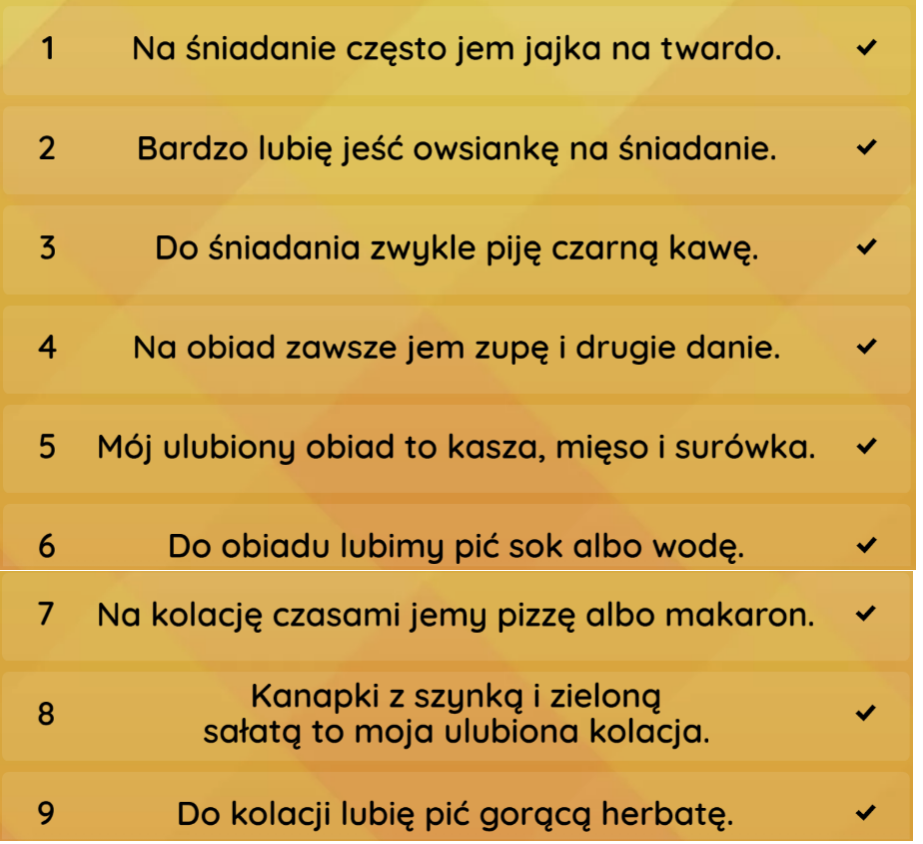 1 Na śniadanie często jem jajka na twardo. ✓
2 Bardzo lubię jeść owsiankę na śniadanie. ✓
3 Do śniadania zwykle piję czarną kawę. ✓
4 Na obiad zawsze jem zupę i drugie danie. ✓
5 Mój ulubiony obiad to kasza, mięso i surówka. ✓
6 Do obiadu lubimy pić sok albo wodę. ✓
7 Na kolację czasami jemy pizzę albo makaron. ✓
8 Kanapki z szynką i zieloną
sałatą to moja ulubiona kolacja. ✓
9 Do kolacji lubię pić gorącą herbatę. ✓